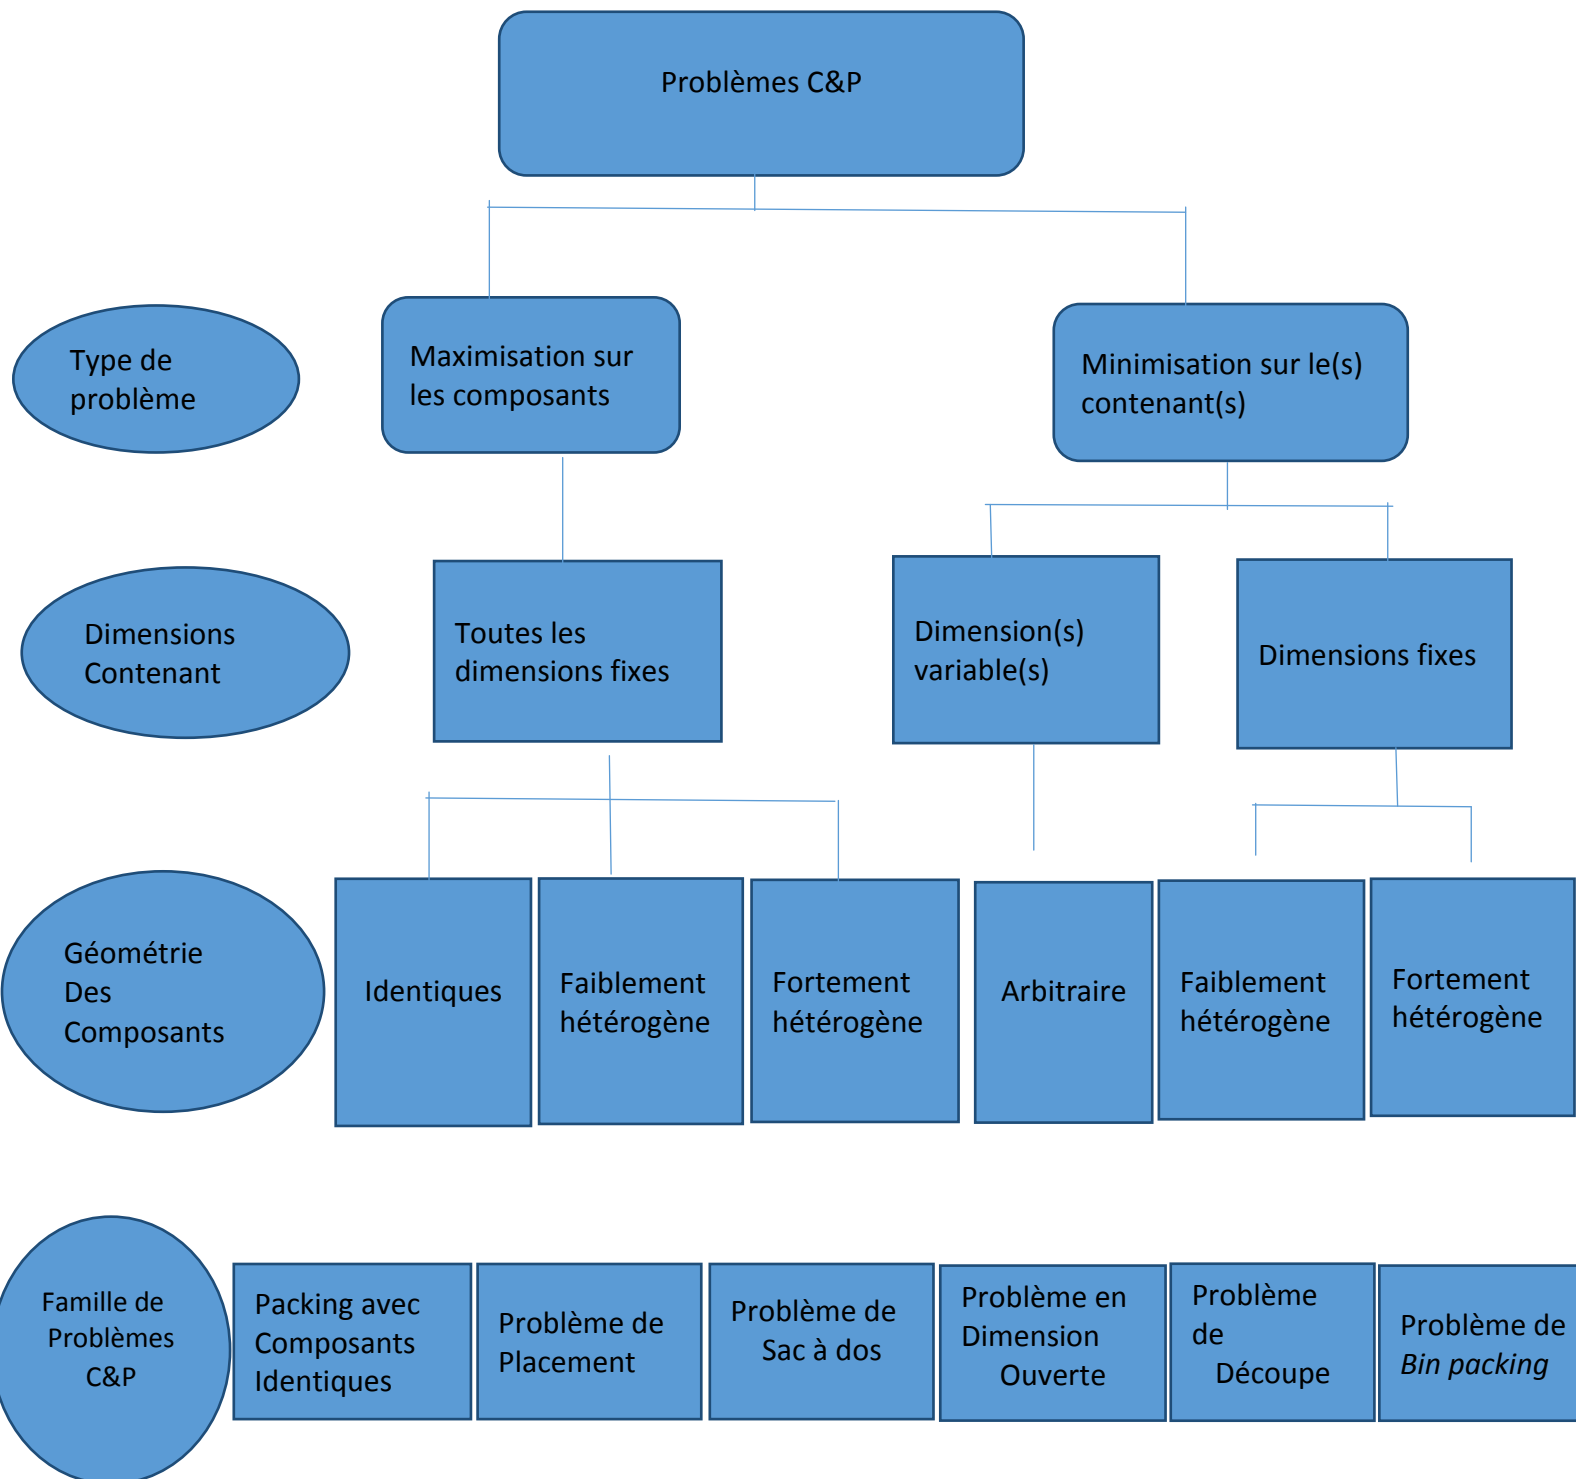 Problèmes C&P
Type de
problème
Maximisation sur
les composants
Minimisation sur le(s)
contenant(s)
Dimensions
Contenant
Toutes les
dimensions fixes
Dimension(s)
variable(s)
Dimensions fixes
Géométrie
Des
Composants
Identiques
Faiblement
hétérogène
Fortement
hétérogène
Arbitraire
Faiblement
hétérogène
Fortement
hétérogène
Famille de
Problèmes
C&P
Packing avec
Composants
Identiques
Problème de
Placement
Problème de
Sac à dos
Problème en
Dimension
Ouverte
Problème
de
Découpe
Problème de
Bin packing